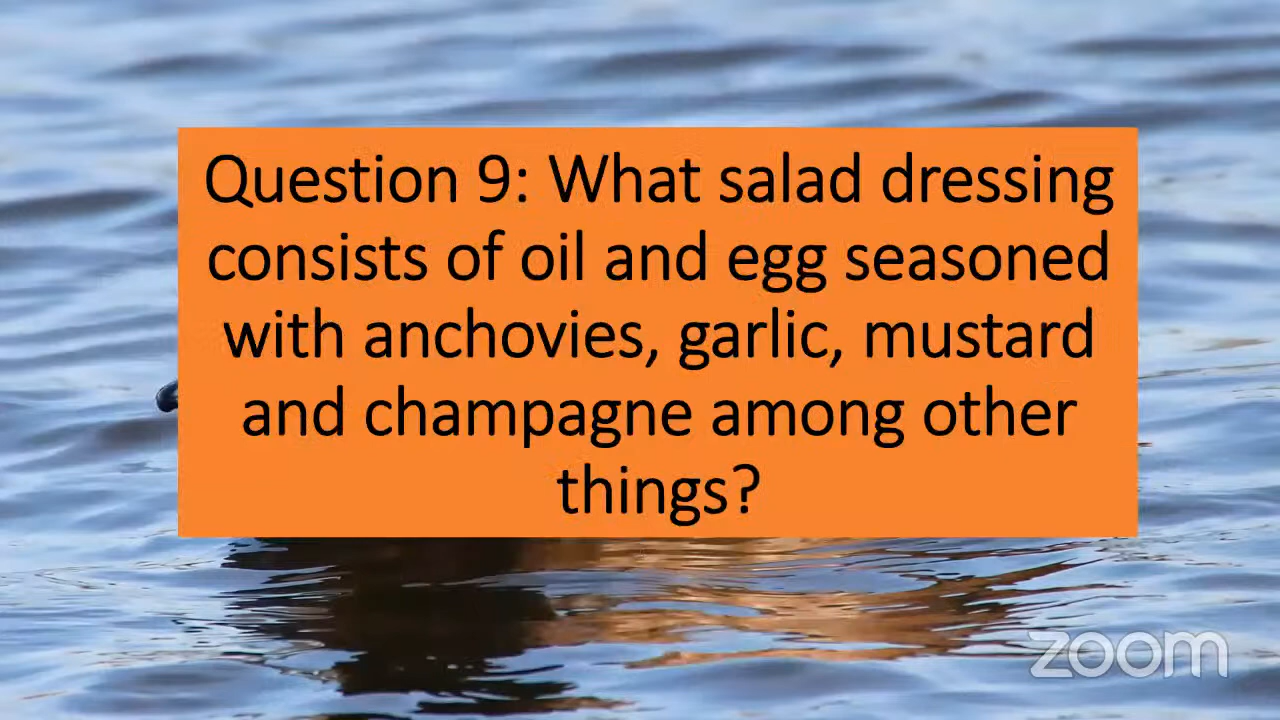 Question 9: What salad dressing
consists of oil and egg seasoned
with anchovies, garlic, mustard
and champagne among other
things?
zoom